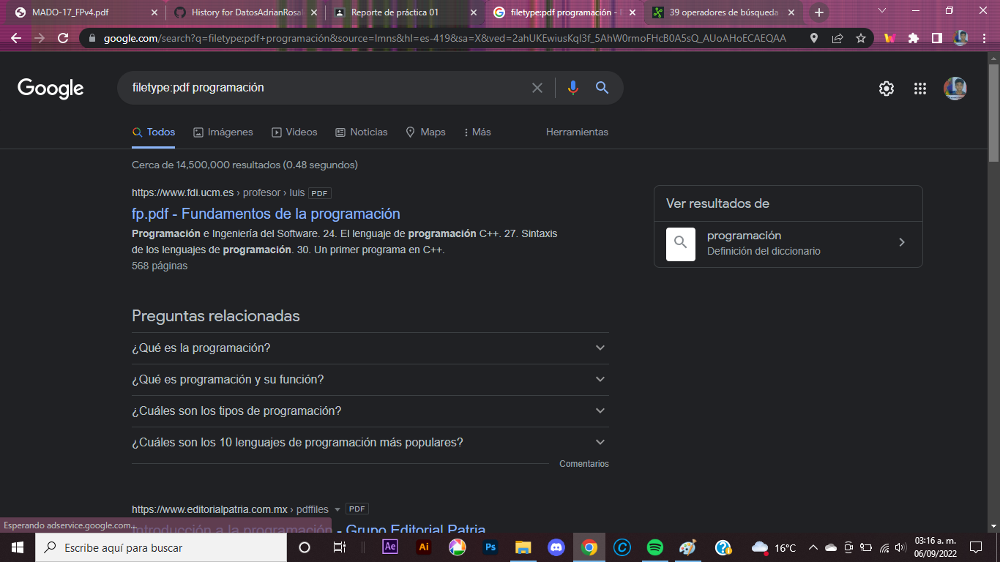 MADO-17_FPv4.pdf
History for DatosAdrianRosal
Reporte de práctica 01
filetype:pdf programación -
39 operadores de búsqueda
google.com/search?q=filetype:pdf+programación&source=lmns&hl=es-419&sa=X&ved=2ahUKEwiusKqI3f_5AhW0rmoFHcB0A5sQ_AUoAHoECAEQAA
Google
filetype:pdf programación
Todos
Imágenes
Videos
Noticias
Maps
Más
Herramientas
Cerca de 14,500,000 resultados (0.48 segundos)
https://www.fdi.ucm.es › profesor › luis PDF
fp.pdf - Fundamentos de la programación
Programación e Ingeniería del Software. 24. El lenguaje de programación C++. 27. Sintaxis
de los lenguajes de programación. 30. Un primer programa en C++.
568 páginas
Ver resultados de
programación
Definición del diccionario
Preguntas relacionadas
¿Qué es la programación?
¿Qué es programación y su función?
¿Cuáles son los tipos de programación?
¿Cuáles son los 10 lenguajes de programación más populares?
Comentarios
https://www.editorialpatria.com.mx › pdffiles PDF
Introducción a la programación - Grupo Editorial Patria
Esperando adservice.google.com...
Escribe aquí para buscar
Ae
Ai
Ps
16°C
03:16 a. m.
06/09/2022